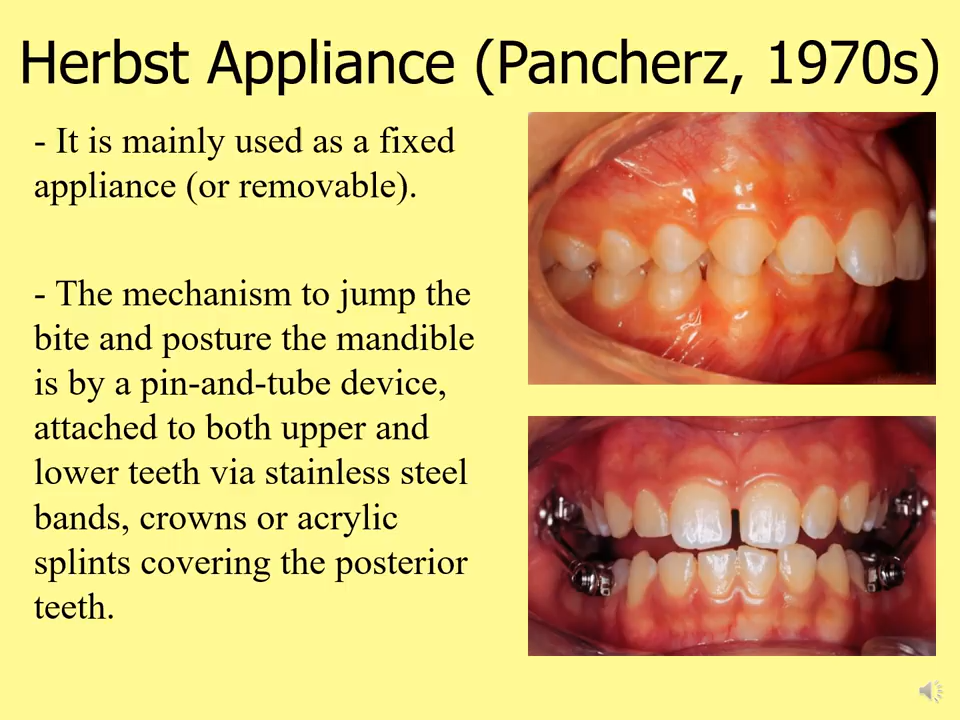 Herbst Appliance (Pancherz, 1970s)
- It is mainly used as a fixed
appliance (or removable).
- The mechanism to jump the
bite and posture the mandible
is by a pin-and-tube device,
attached to both upper and
lower teeth via stainless steel
bands, crowns or acrylic
splints covering the posterior
teeth.